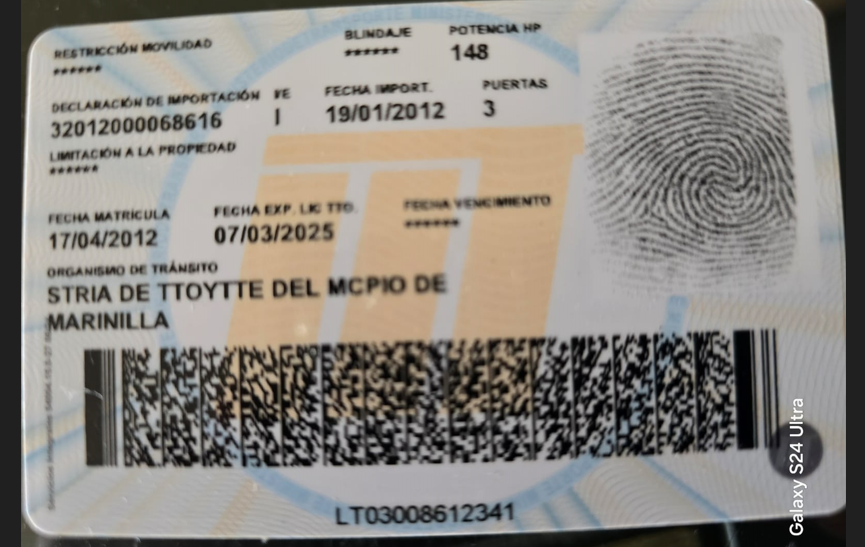 RESTRICCIÓN MOVILIDAD BLINDAJE POTENCIA HP
****** ****** 148
DECLARACIÓN DE IMPORTACIÓN I/E FECHA IMPORT. PUERTAS
32012000068616 I 19/01/2012 3
LIMITACIÓN A LA PROPIEDAD
******
FECHA MATRÍCULA FECHA EXP. LIC TTO. FECHA VENCIMIENTO
17/04/2012 07/03/2025 ******
ORGANISMO DE TRÁNSITO
STRIA DE TTOYTTE DEL MCPIO DE
MARINILLA
LT03008612341
Galaxy S24 Ultra